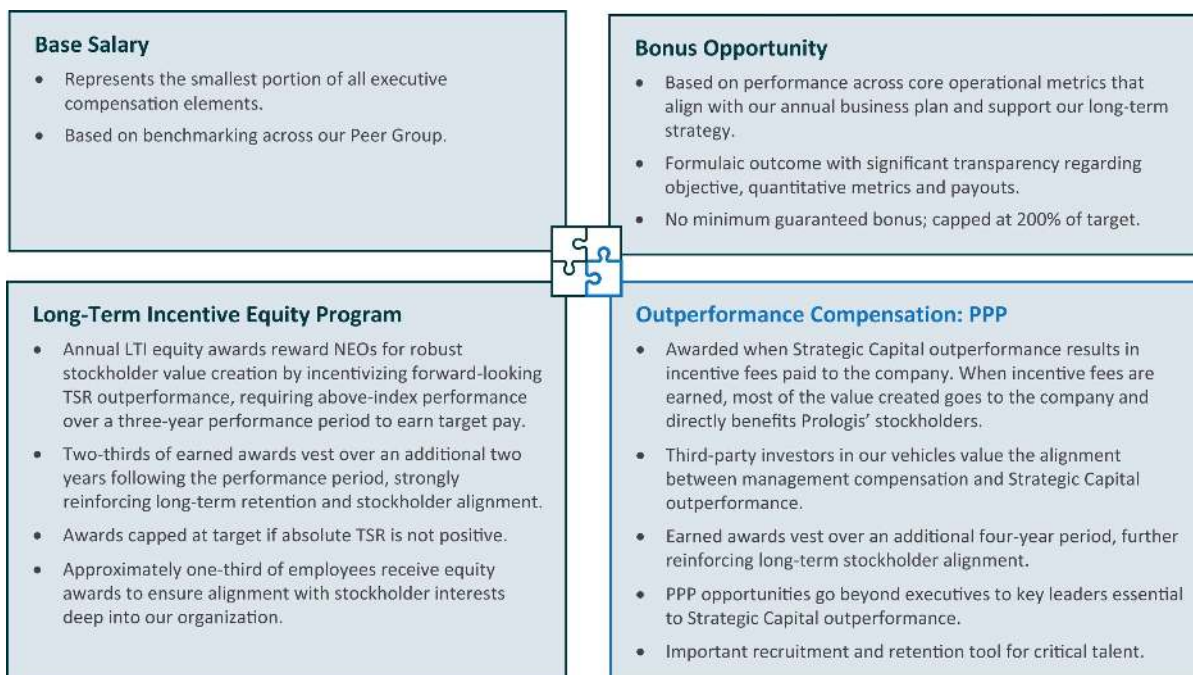 Base Salary
• Represents the smallest portion of all executive
compensation elements.
• Based on benchmarking across our Peer Group.
Bonus Opportunity
• Based on performance across core operational metrics that
align with our annual business plan and support our long-term
strategy.
• Formulaic outcome with significant transparency regarding
objective, quantitative metrics and payouts.
• No minimum guaranteed bonus; capped at 200% of target.
Long-Term Incentive Equity Program
• Annual LTI equity awards reward NEOs for robust
stockholder value creation by incentivizing forward-looking
TSR outperformance, requiring above-index performance
over a three-year performance period to earn target pay.
• Two-thirds of earned awards vest over an additional two
years following the performance period, strongly
reinforcing long-term retention and stockholder alignment.
• Awards capped at target if absolute TSR is not positive.
• Approximately one-third of employees receive equity
awards to ensure alignment with stockholder interests
deep into our organization.
Outperformance Compensation: PPP
• Awarded when Strategic Capital outperformance results in
incentive fees paid to the company. When incentive fees are
earned, most of the value created goes to the company and
directly benefits Prologis' stockholders.
• Third-party investors in our vehicles value the alignment
between management compensation and Strategic Capital
outperformance.
• Earned awards vest over an additional four-year period, further
reinforcing long-term stockholder alignment.
• PPP opportunities go beyond executives to key leaders essential
to Strategic Capital outperformance.
• Important recruitment and retention tool for critical talent.